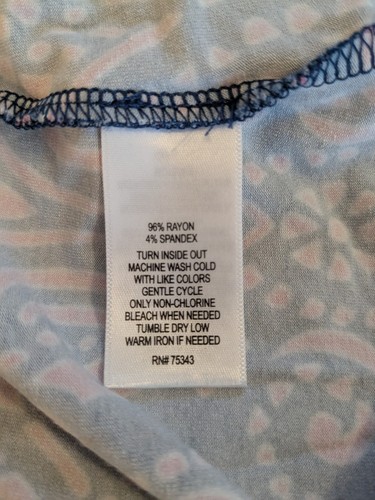 96% RAYON
4% SPANDEX
TURN INSIDE OUT
MACHINE WASH COLD
WITH LIKE COLORS
GENTLE CYCLE
ONLY NON-CHLORINE
BLEACH WHEN NEEDED
TUMBLE DRY LOW
WARM IRON IF NEEDED
RN# 75343